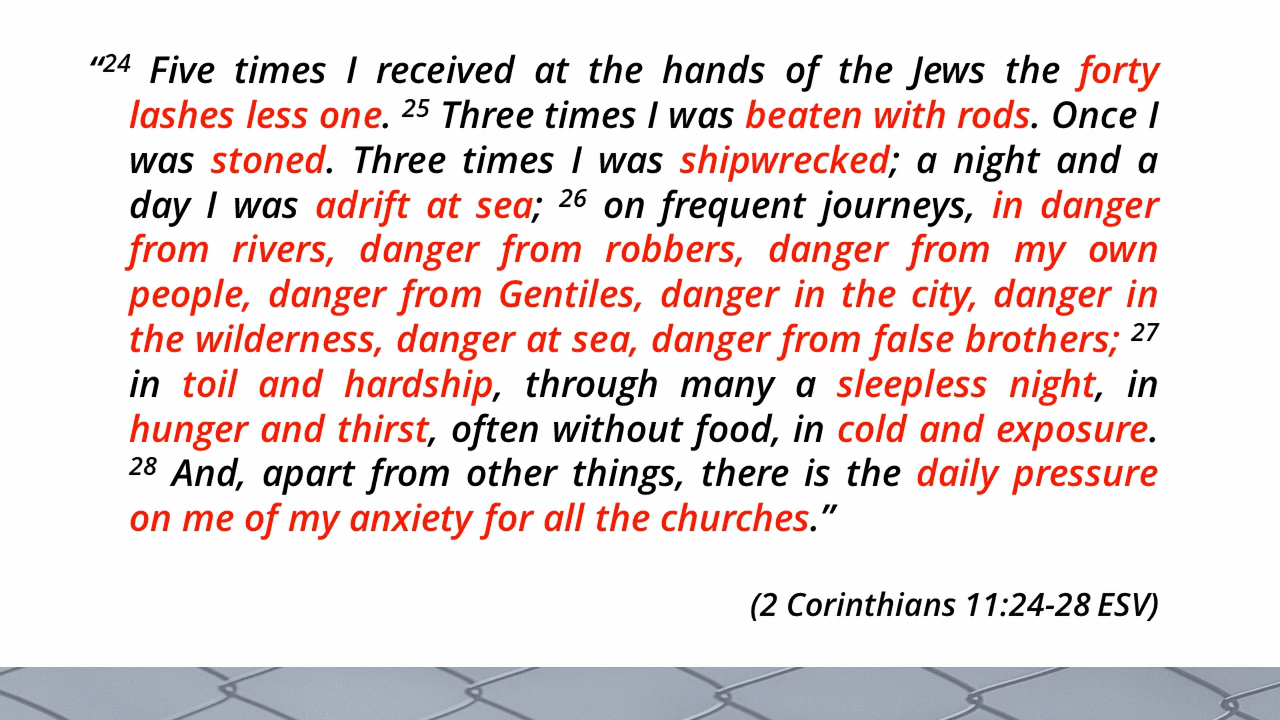 “24 Five times I received at the hands of the Jews the forty
lashes less one. 25 Three times I was beaten with rods. Once I
was stoned. Three times I was shipwrecked; a night and a
day I was adrift at sea; 26 on frequent journeys, in danger
from rivers, danger from robbers, danger from my own
people, danger from Gentiles, danger in the city, danger in
the wilderness, danger at sea, danger from false brothers; 27
in toil and hardship, through many a sleepless night, in
hunger and thirst, often without food, in cold and exposure.
28 And, apart from other things, there is the daily pressure
on me of my anxiety for all the churches.”
(2 Corinthians 11:24-28 ESV)